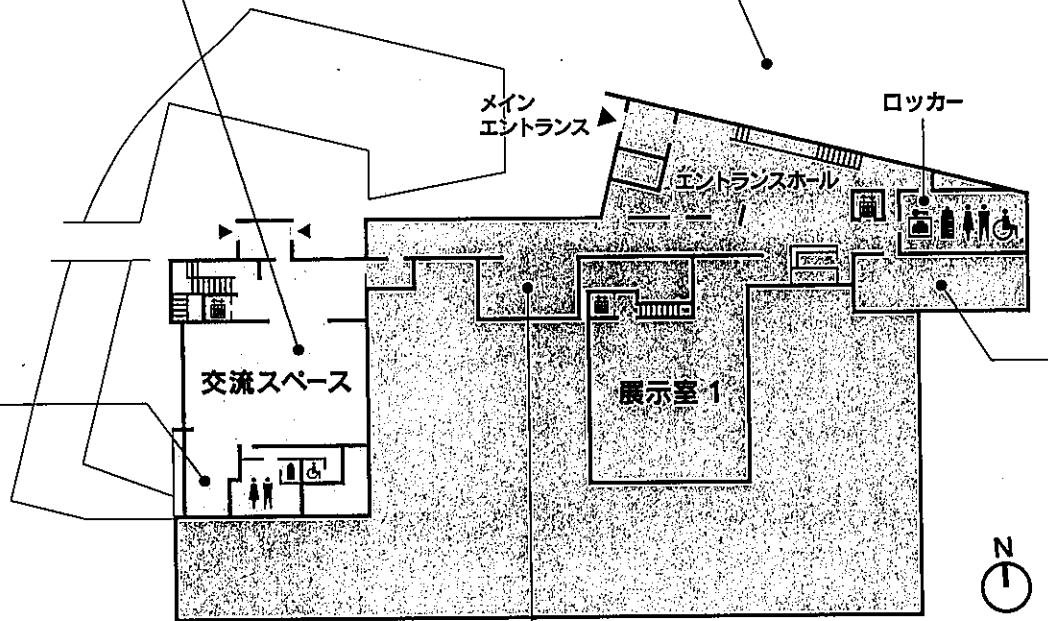 メイン
エントランス
ロッカー
エントランスホール
交流スペース
展示室 1
N